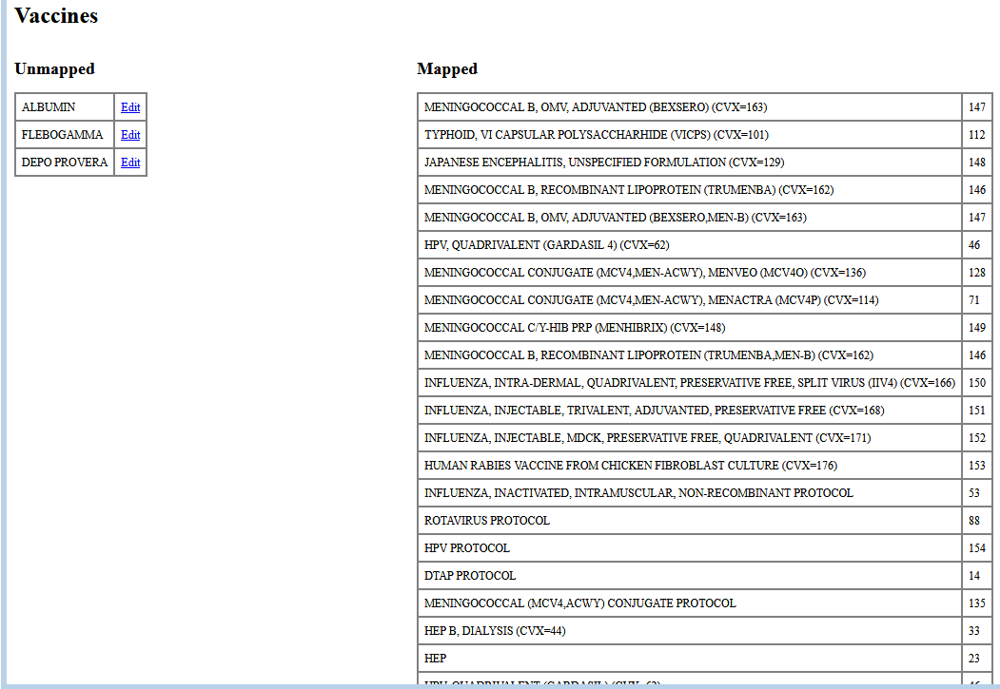 Vaccines
Unmapped
ALBUMIN Edit
FLEBOGAMMA Edit
DEPO PROVERA Edit
Mapped
MENINGOCOCCAL B, OMV, ADJUVANTED (BEXSERO) (CVX=163) 147
TYPHOID, VI CAPSULAR POLYSACCHARHIDE (VICPS) (CVX=101) 112
JAPANESE ENCEPHALITIS, UNSPECIFIED FORMULATION (CVX=129) 148
MENINGOCOCCAL B, RECOMBINANT LIPOPROTEIN (TRUMENBA) (CVX=162) 146
MENINGOCOCCAL B, OMV, ADJUVANTED (BEXSERO,MEN-B) (CVX=163) 147
HPV, QUADRIVALENT (GARDASIL 4) (CVX=62) 46
MENINGOCOCCAL CONJUGATE (MCV4,MEN-ACWY), MENVEO (MCV4O) (CVX=136) 128
MENINGOCOCCAL CONJUGATE (MCV4,MEN-ACWY), MENACTRA (MCV4P) (CVX=114) 71
MENINGOCOCCAL C/Y-HIB PRP (MENHIBRIX) (CVX=148) 149
MENINGOCOCCAL B, RECOMBINANT LIPOPROTEIN (TRUMENBA,MEN-B) (CVX=162) 146
INFLUENZA, INTRA-DERMAL, QUADRIVALENT, PRESERVATIVE FREE, SPLIT VIRUS (IIV4) (CVX=166) 150
INFLUENZA, INJECTABLE, TRIVALENT, ADJUVANTED, PRESERVATIVE FREE (CVX=168) 151
INFLUENZA, INJECTABLE, MDCK, PRESERVATIVE FREE, QUADRIVALENT (CVX=171) 152
HUMAN RABIES VACCINE FROM CHICKEN FIBROBLAST CULTURE (CVX=176) 153
INFLUENZA, INACTIVATED, INTRAMUSCULAR, NON-RECOMBINANT PROTOCOL 53
ROTAVIRUS PROTOCOL 88
HPV PROTOCOL 154
DTAP PROTOCOL 14
MENINGOCOCCAL (MCV4,ACWY) CONJUGATE PROTOCOL 135
HEP B, DIALYSIS (CVX=44) 33
HEP 23